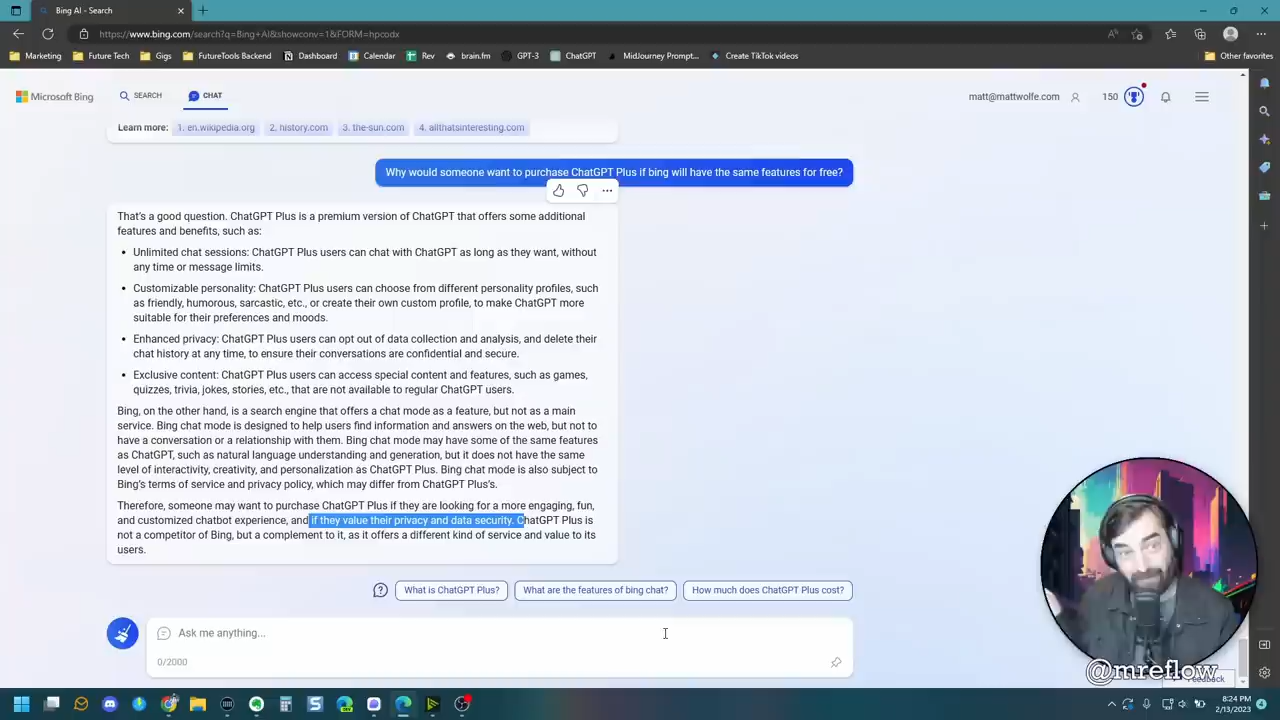 Bing AI - Search
https://www.bing.com/search?q=Bing+AI&showconv=1&FORM=hpcodx
Marketing
Future Tech
Gigs
FutureTools Backend
Dashboard
Calendar
Rev
brain.fm
GPT-3
ChatGPT
MidJourney Prompt...
Create TikTok videos
Other favorites
Microsoft Bing
SEARCH
CHAT
matt@mattwolfe.com
150
Learn more: 1. en.wikipedia.org 2. history.com 3. the-sun.com 4. allthatsinteresting.com
Why would someone want to purchase ChatGPT Plus if bing will have the same features for free?
That's a good question. ChatGPT Plus is a premium version of ChatGPT that offers some additional
features and benefits, such as:
• Unlimited chat sessions: ChatGPT Plus users can chat with ChatGPT as long as they want, without
any time or message limits.
• Customizable personality: ChatGPT Plus users can choose from different personality profiles, such
as friendly, humorous, sarcastic, etc., or create their own custom profile, to make ChatGPT more
suitable for their preferences and moods.
• Enhanced privacy: ChatGPT Plus users can opt out of data collection and analysis, and delete their
chat history at any time, to ensure their conversations are confidential and secure.
• Exclusive content: ChatGPT Plus users can access special content and features, such as games,
quizzes, trivia, jokes, stories, etc., that are not available to regular ChatGPT users.
Bing, on the other hand, is a search engine that offers a chat mode as a feature, but not as a main
service. Bing chat mode is designed to help users find information and answers on the web, but not to
have a conversation or a relationship with them. Bing chat mode may have some of the same features
as ChatGPT, such as natural language understanding and generation, but it does not have the same
level of interactivity, creativity, and personalization as ChatGPT Plus. Bing chat mode is also subject to
Bing's terms of service and privacy policy, which may differ from ChatGPT Plus's.
Therefore, someone may want to purchase ChatGPT Plus if they are looking for a more engaging, fun,
and customized chatbot experience, and if they value their privacy and data security. ChatGPT Plus is
not a competitor of Bing, but a complement to it, as it offers a different kind of service and value to its
users.
What is ChatGPT Plus?
What are the features of bing chat?
How much does ChatGPT Plus cost?
Ask me anything...
0/2000
@mreflow
Feedback
8:24 PM
2/13/2023